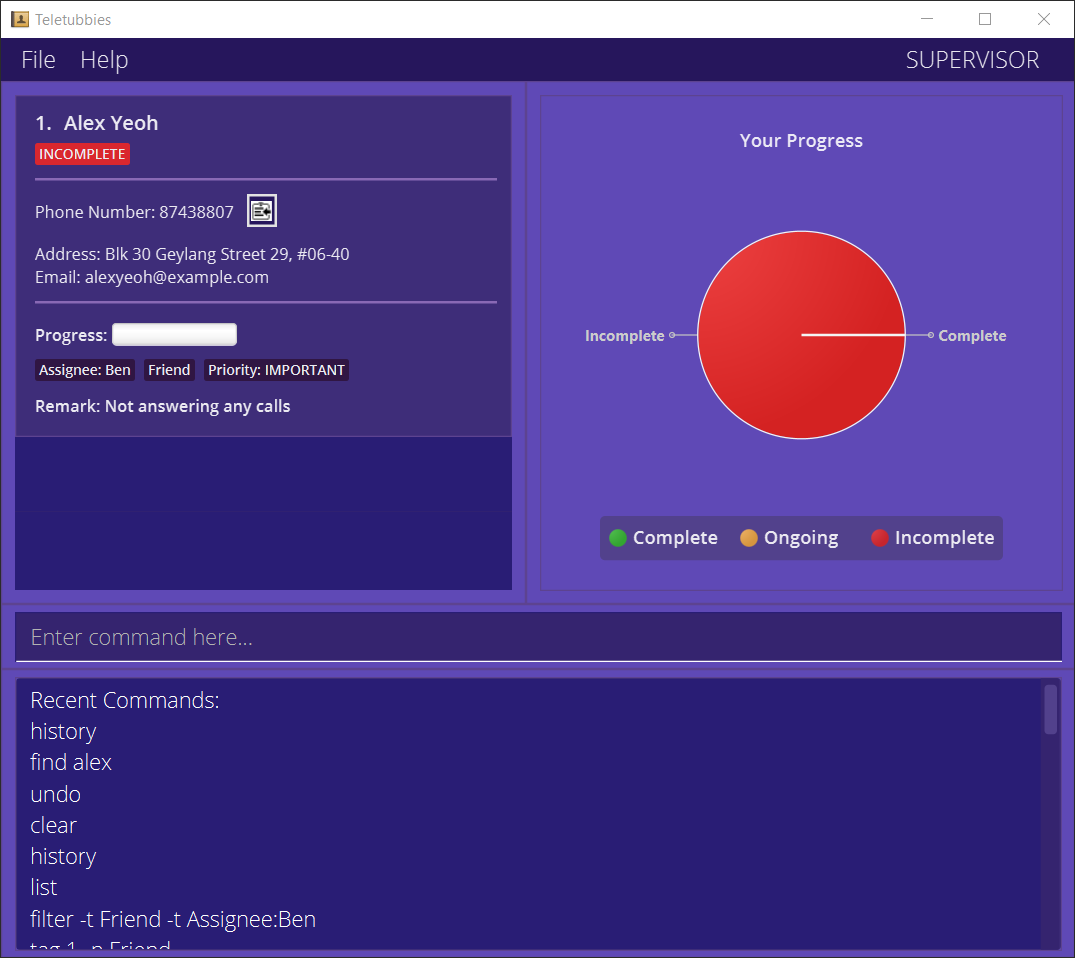 Teletubbies
File Help SUPERVISOR
1. Alex Yeoh
INCOMPLETE
Phone Number: 87438807
Address: Blk 30 Geylang Street 29, #06-40
Email: alexyeoh@example.com
Progress:
Assignee: Ben Friend Priority: IMPORTANT
Remark: Not answering any calls
Your Progress
Incomplete Complete
Complete Ongoing Incomplete
Enter command here...
Recent Commands:
history
find alex
undo
clear
history
list
filter -t Friend -t Assignee:Ben
tag 1 -n Friend